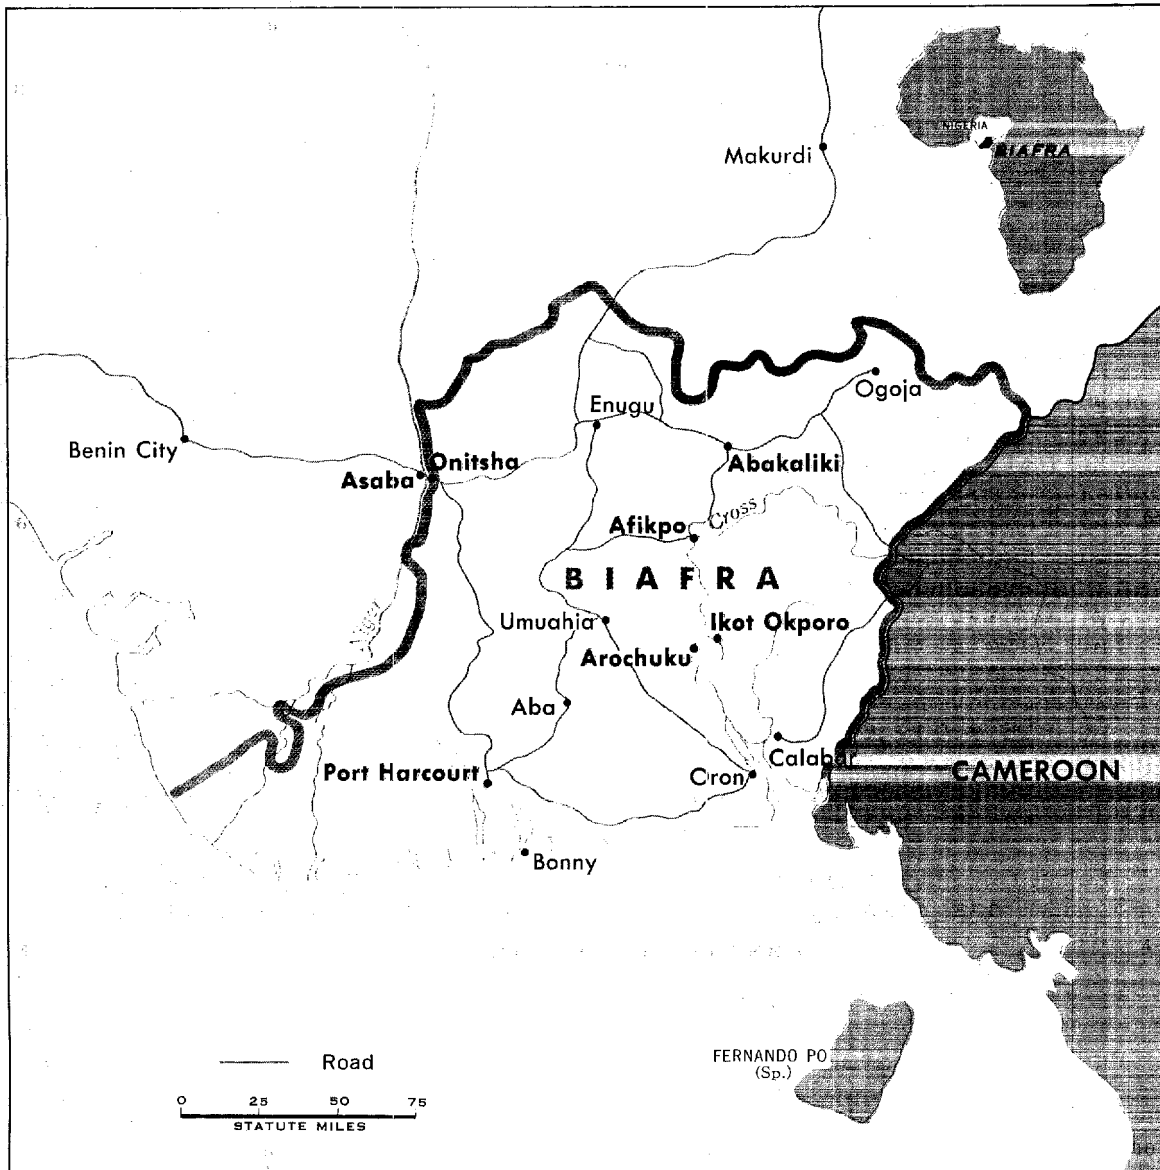 NIGERIA
BIAFRA
Makurdi
Ogoja
Enugu
Benin City
Onitsha
Asaba
Abakaliki
Cross
Afikpo
BIAFRA
Umuahia
Ikot Okporo
Niger
Arochuku
Aba
Calabar
Port Harcourt
Oron
CAMEROON
Bonny
Road
FERNANDO PO
(Sp.)
0 25 50 75
STATUTE MILES